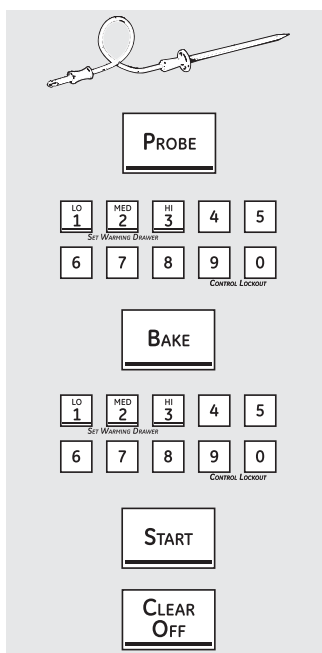 PROBE
LO MED HI
1 2 3 4 5
SET WARMING DRAWER
6 7 8 9 0
CONTROL LOCKOUT
BAKE
LO MED HI
1 2 3 4 5
SET WARMING DRAWER
6 7 8 9 0
CONTROL LOCKOUT
START
CLEAR
OFF